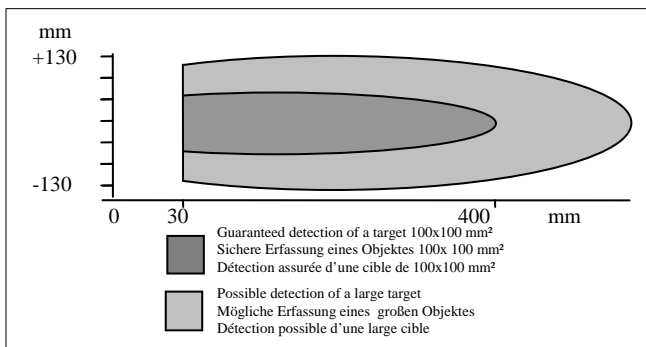 mm
+130
-130
0 30 400 mm
Guaranteed detection of a target 100x100 mm²
Sichere Erfassung eines Objektes 100x 100 mm²
Détection assurée d'une cible de 100x100 mm²
Possible detection of a large target
Mögliche Erfassung eines großen Objektes
Détection possible d'une large cible